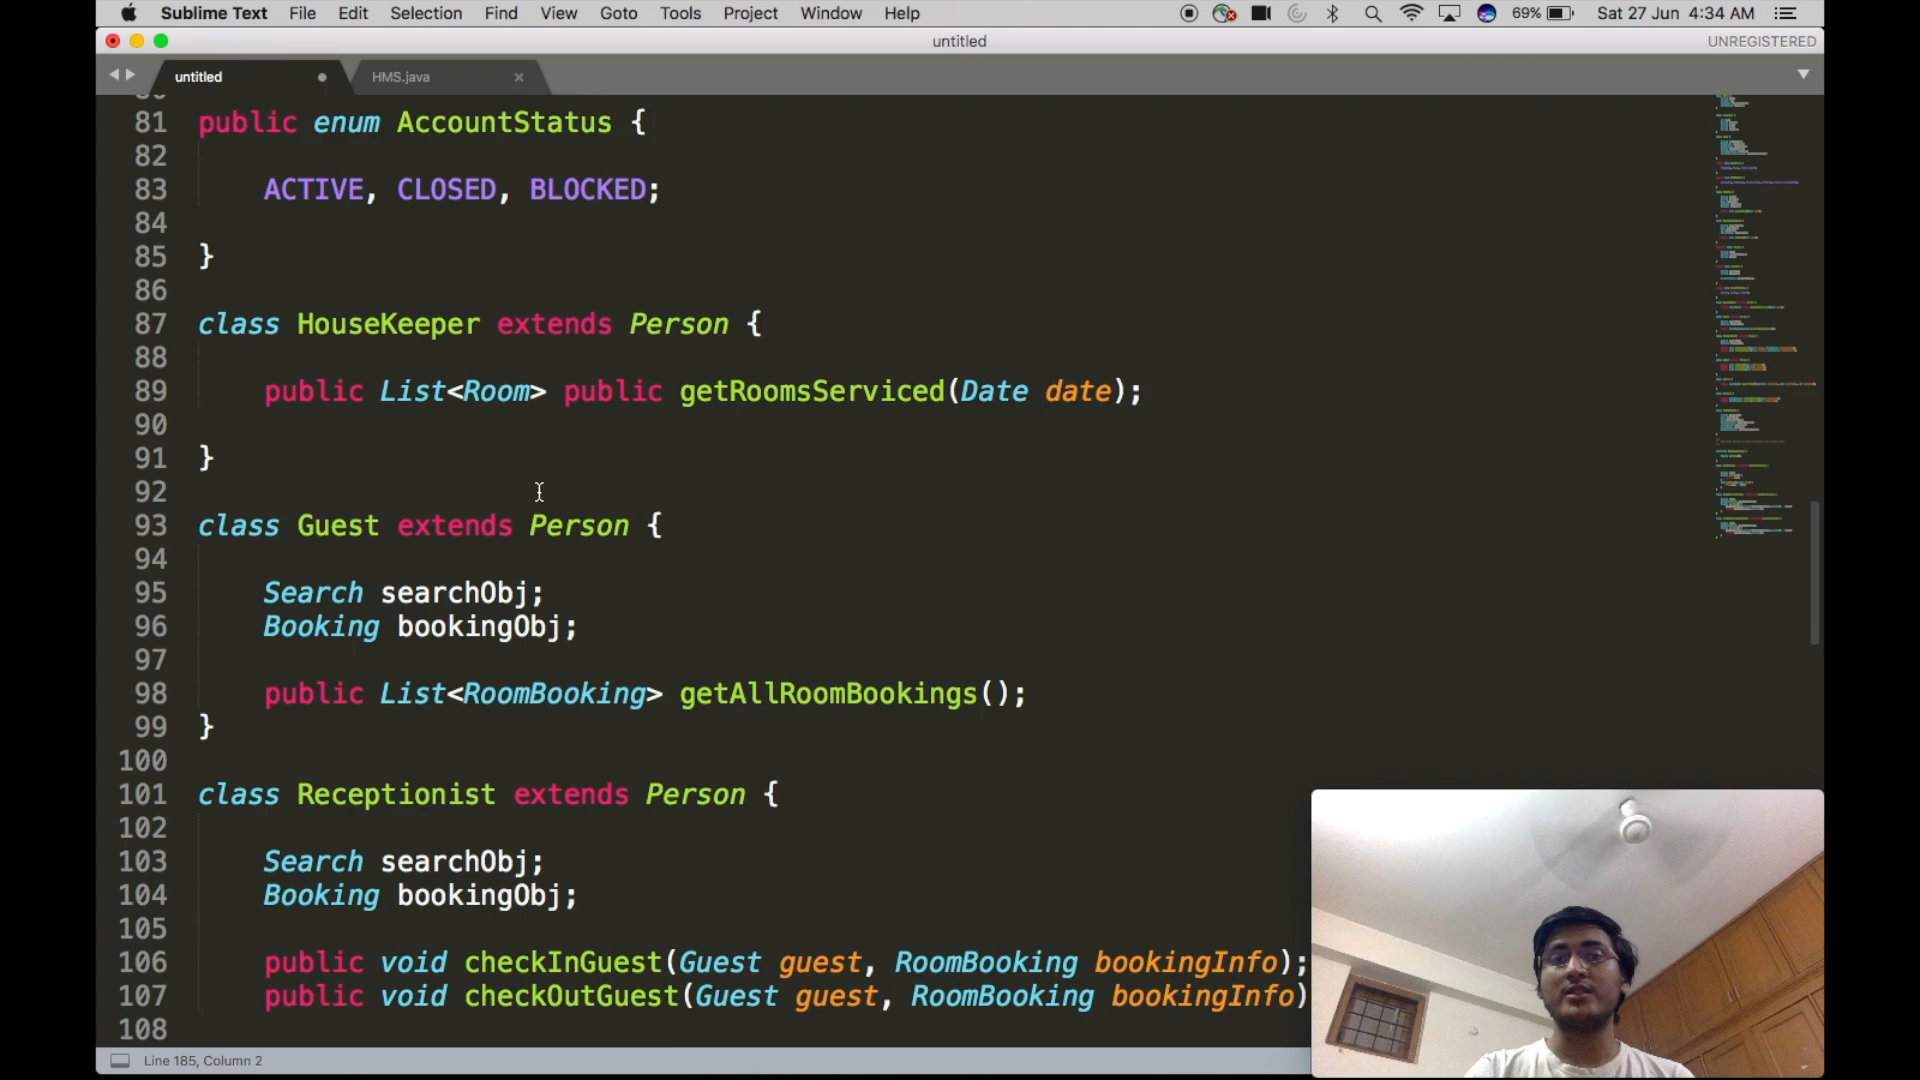 Sublime Text File Edit Selection Find View Goto Tools Project Window Help 69% Sat 27 Jun 4:34 AM
untitled UNREGISTERED
untitled HMS.java
81 public enum AccountStatus {
82
83 ACTIVE, CLOSED, BLOCKED;
84
85 }
86
87 class HouseKeeper extends Person {
88
89 public List<Room> public getRoomsServiced(Date date);
90
91 }
92
93 class Guest extends Person {
94
95 Search searchObj;
96 Booking bookingObj;
97
98 public List<RoomBooking> getAllRoomBookings();
99 }
100
101 class Receptionist extends Person {
102
103 Search searchObj;
104 Booking bookingObj;
105
106 public void checkInGuest(Guest guest, RoomBooking bookingInfo);
107 public void checkOutGuest(Guest guest, RoomBooking bookingInfo)
108
Line 185, Column 2